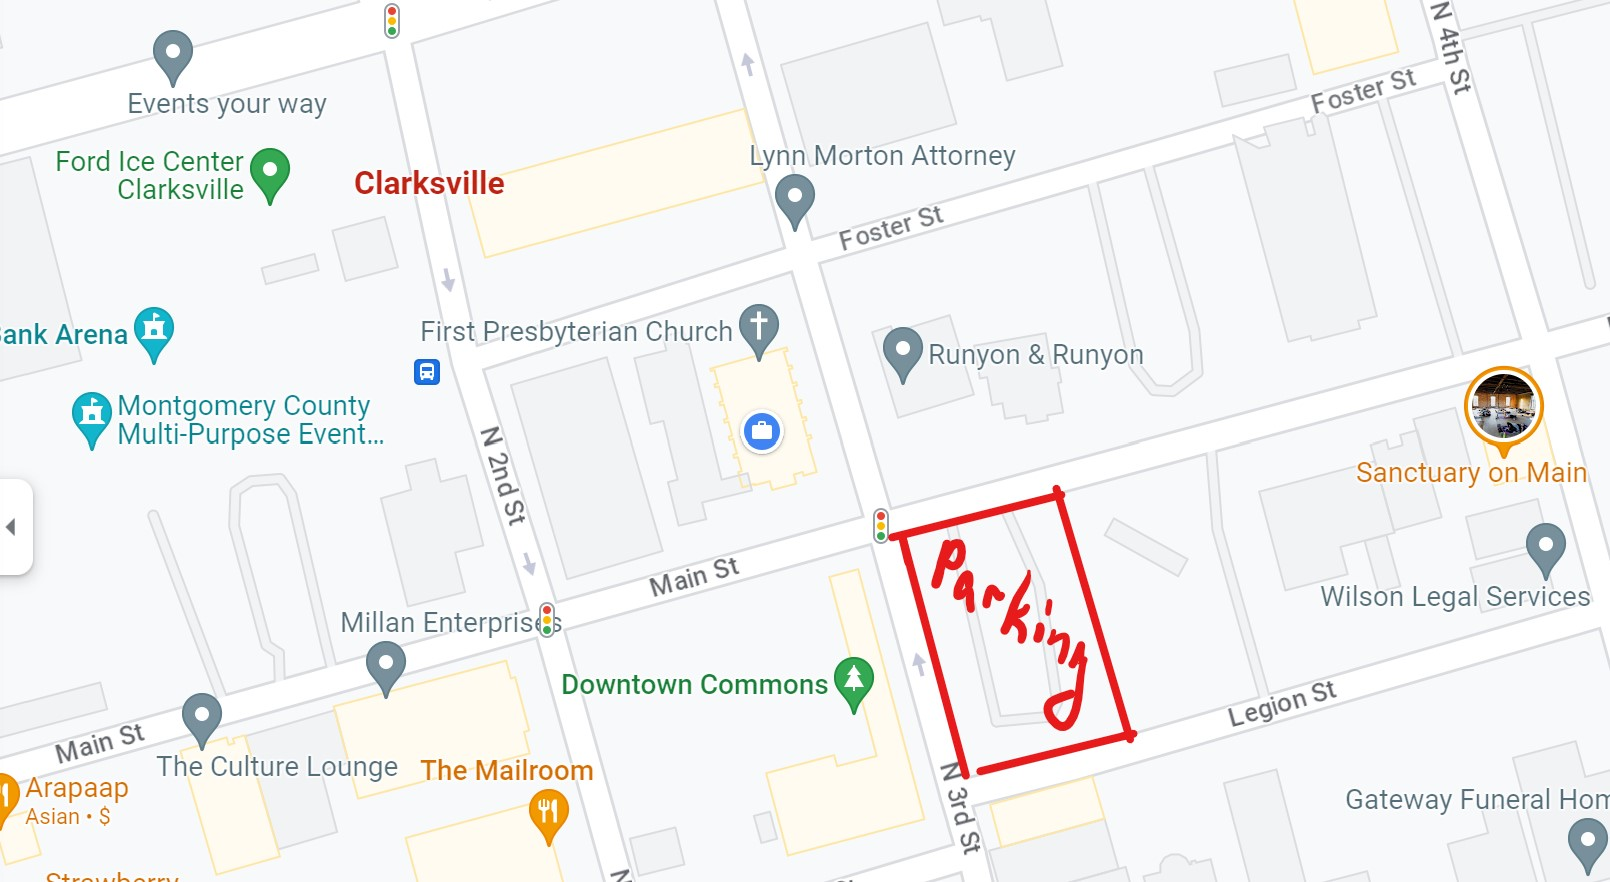 N 4th St
Events your way
Foster St
Ford Ice Center
Clarksville
Clarksville
Lynn Morton Attorney
Foster St
Bank Arena
First Presbyterian Church
Runyon & Runyon
Montgomery County
Multi-Purpose Event...
N 2nd St
Sanctuary on Main
Main St
Parking
Wilson Legal Services
Millan Enterprises
Downtown Commons
Legion St
Main St
The Culture Lounge
The Mailroom
N 3rd St
Arapaap
Asian • $
Gateway Funeral Hom
Strawberry
N